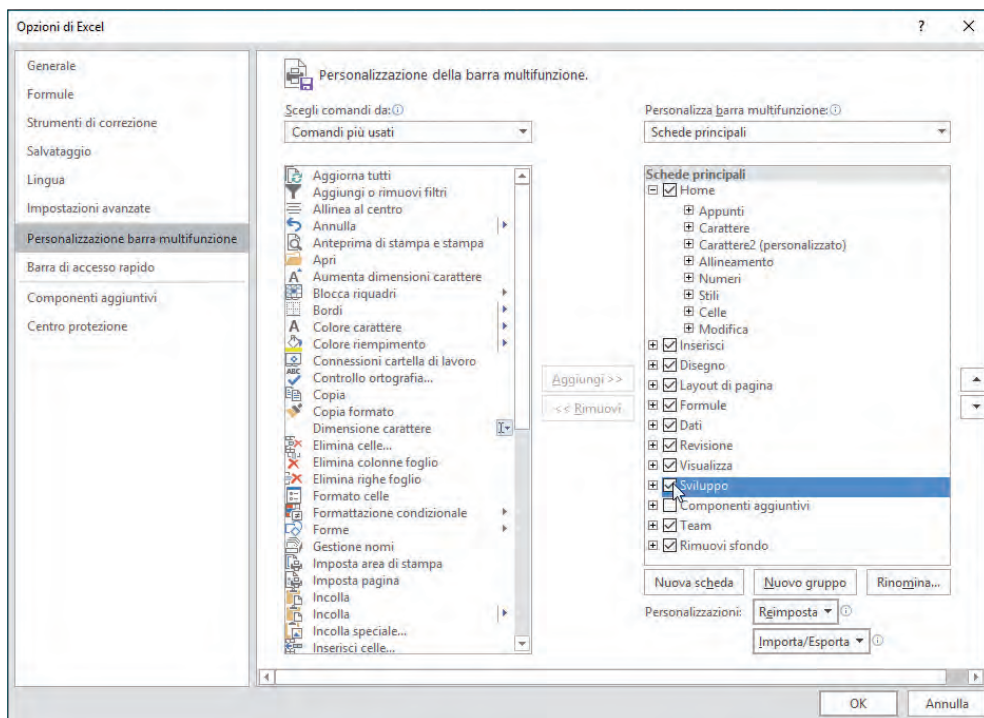 Opzioni di Excel
?
Generale
Formule
Strumenti di correzione
Salvataggio
Lingua
Impostazioni avanzate
Personalizzazione barra multifunzione
Barra di accesso rapido
Componenti aggiuntivi
Centro protezione
Personalizzazione della barra multifunzione.
Scegli comandi da:
Comandi più usati
Aggiorna tutti
Aggiungi o rimuovi filtri
Allinea al centro
Annulla
Anteprima di stampa e stampa
Apri
Aumenta dimensioni carattere
Blocca riquadri
Bordi
Colore carattere
Colore riempimento
Connessioni cartella di lavoro
Controllo ortografia...
Copia
Copia formato
Dimensione carattere
Elimina celle...
Elimina colonne foglio
Elimina righe foglio
Formato celle
Formattazione condizionale
Forme
Gestione nomi
Imposta area di stampa
Imposta pagina
Incolla
Incolla
Incolla speciale...
Inserisci celle...
Aggiungi >>
<< Rimuovi
Personalizza barra multifunzione:
Schede principali
Schede principali
Home
Appunti
Carattere
Carattere2 (personalizzato)
Allineamento
Numeri
Stili
Celle
Modifica
Inserisci
Disegno
Layout di pagina
Formule
Dati
Revisione
Visualizza
Sviluppo
Componenti aggiuntivi
Team
Rimuovi sfondo
Nuova scheda
Nuovo gruppo
Rinomina...
Personalizzazioni:
Reimposta
Importa/Esporta
OK
Annulla